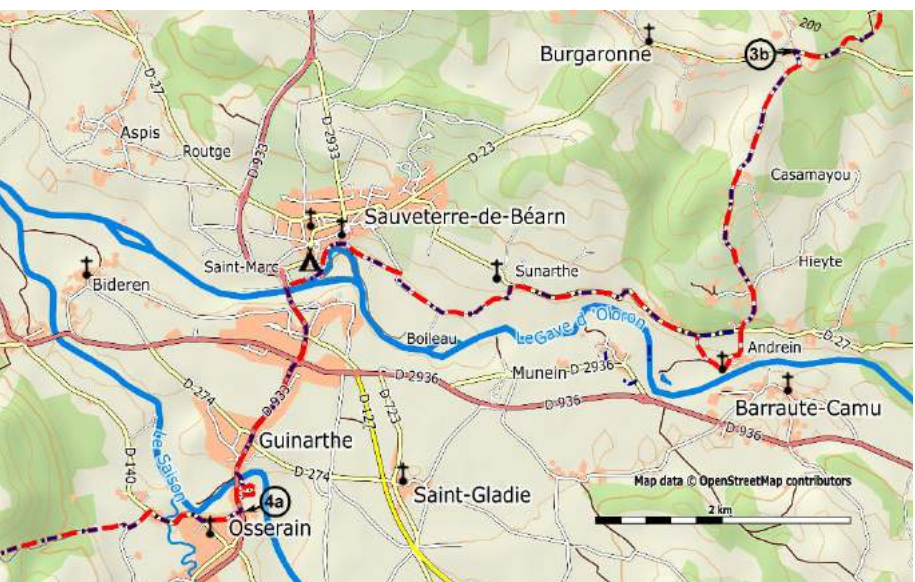 200
Burgaronne
3b
D-27
Aspis
Routge
D-933
D-2933
D-23
Casamayou
Sauveterre-de-Béarn
Saint-Marc
Sunarthe
Hieyte
Bideren
Le Gave d'Oloron
Boileau
D-27
Andrein
Munein
D 2936
D-2936
D-936
Barraute-Camu
D-936
D-274
D-933
D-127
D-723
Guinarthe
D-140
D-274
Le Saison
Saint-Gladie
Map data © OpenStreetMap contributors
4a
Osserain
2 km